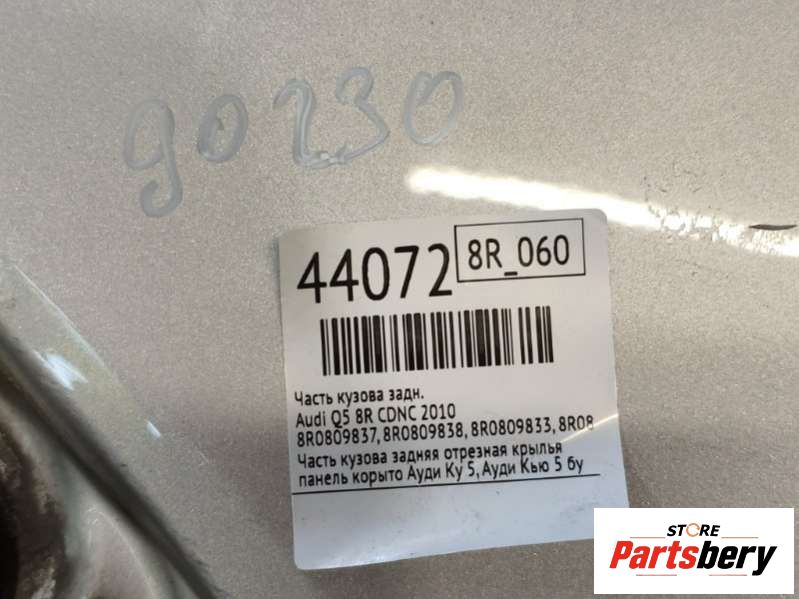 90230
44072
8R_060
Часть кузова задн.
Audi Q5 8R CDNC 2010
8R0809837, 8R0809838, 8R0809833, 8R08
Часть кузова задняя отрезная крылья
панель корыто Ауди Ку 5, Ауди Кью 5 бу
STORE
Partsbery